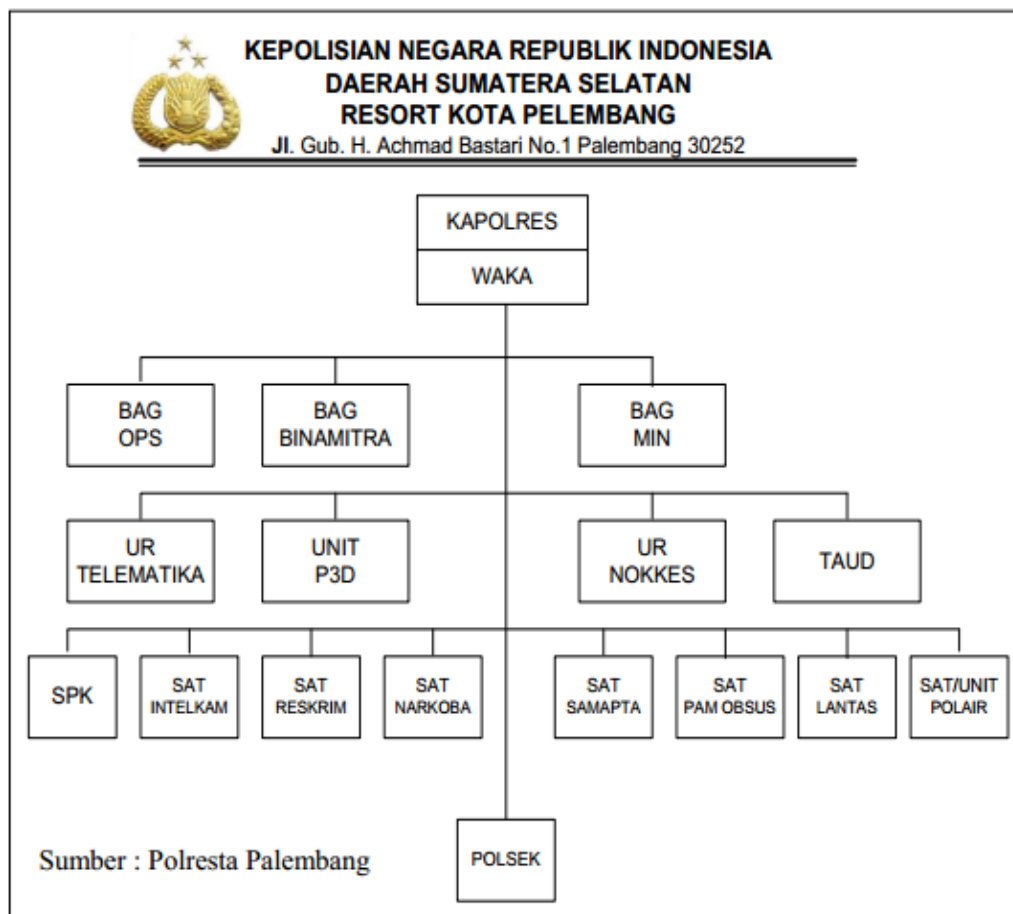 KEPOLISIAN NEGARA REPUBLIK INDONESIA
DAERAH SUMATERA SELATAN
RESORT KOTA PELEMBANG
Jl. Gub. H. Achmad Bastari No.1 Palembang 30252
KAPOLRES
WAKA
BAG
OPS
BAG
BINAMITRA
BAG
MIN
UR
TELEMATIKA
UNIT
P3D
UR
NOKKES
TAUD
SPK
SAT
INTELKAM
SAT
RESKRIM
SAT
NARKOBA
SAT
SAMAPTA
SAT
PAM OBSUS
SAT
LANTAS
SAT/UNIT
POLAIR
POLSEK
Sumber : Polresta Palembang